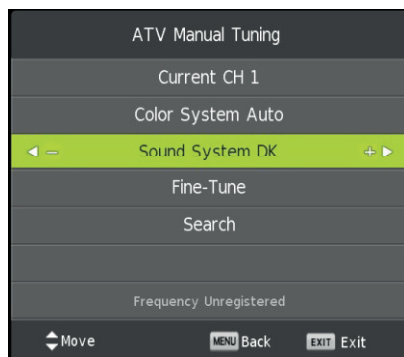 ATV Manual Tuning
Current CH 1
Color System Auto
− Sound System DK +
Fine-Tune
Search
Frequency Unregistered
Move MENU Back EXIT Exit